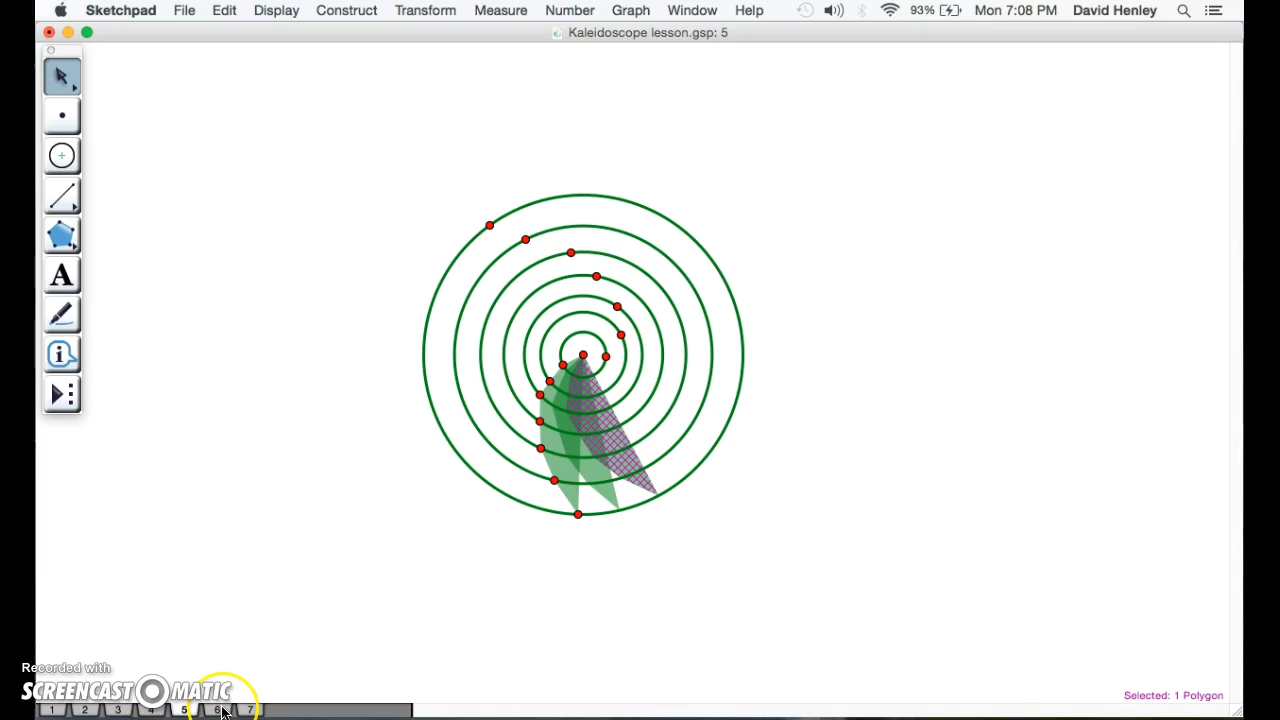 Sketchpad File Edit Display Construct Transform Measure Number Graph Window Help 93% Mon 7:08 PM David Henley
Kaleidoscope lesson.gsp: 5
A
Recorded with
SCREENCAST MATIC
Selected: 1 Polygon
1 2 3 4 5 6 7